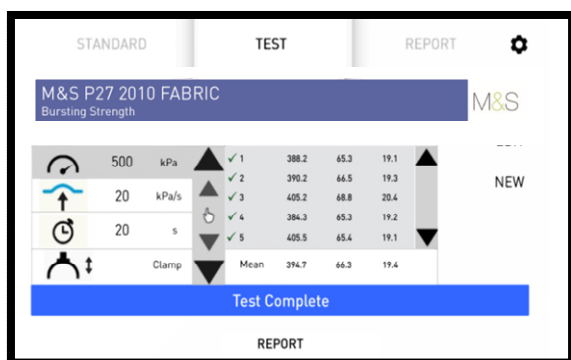 STANDARD TEST REPORT
M&S P27 2010 FABRIC
Bursting Strength
M&S
NEW
500 kPa
20 kPa/s
20 s
Clamp
✓ 1 388.2 65.3 19.1
✓ 2 390.2 66.5 19.3
✓ 3 405.2 68.8 20.4
✓ 4 384.3 65.3 19.2
✓ 5 405.5 65.4 19.1
Mean 394.7 66.3 19.4
Test Complete
REPORT